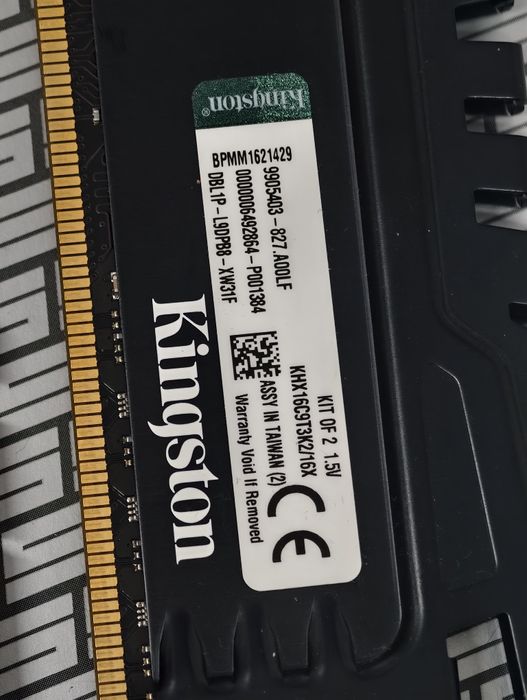 Kingston®
BPMM1621429
9905403-827.A00LF
0000006492864-P001384
DBL1P-L9DPB8-XW31F
KIT OF 2 1.5V
KHX16C9T3K2/16X
ASSY IN TAIWAN (2)
Warranty Void If Removed
CE
Kingston